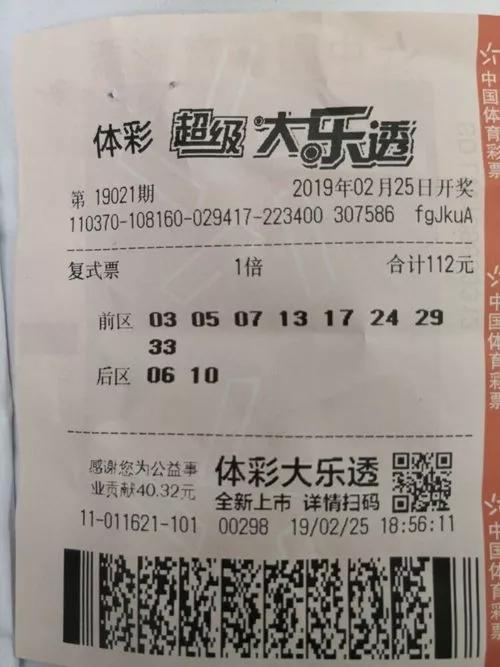 体彩 超级大乐透
第 19021期 2019年02月25日开奖
110370-108160-029417-223400 307586 fgJkuA
复式票 1倍 合计112元
前区 03 05 07 13 17 24 29
33
后区 06 10
感谢您为公益事
业贡献40.32元
体彩大乐透
全新上市 详情扫码
11-011621-101 00298 19/02/25 18:56:11
中国体育彩票
中国体育彩票
中国体育彩票